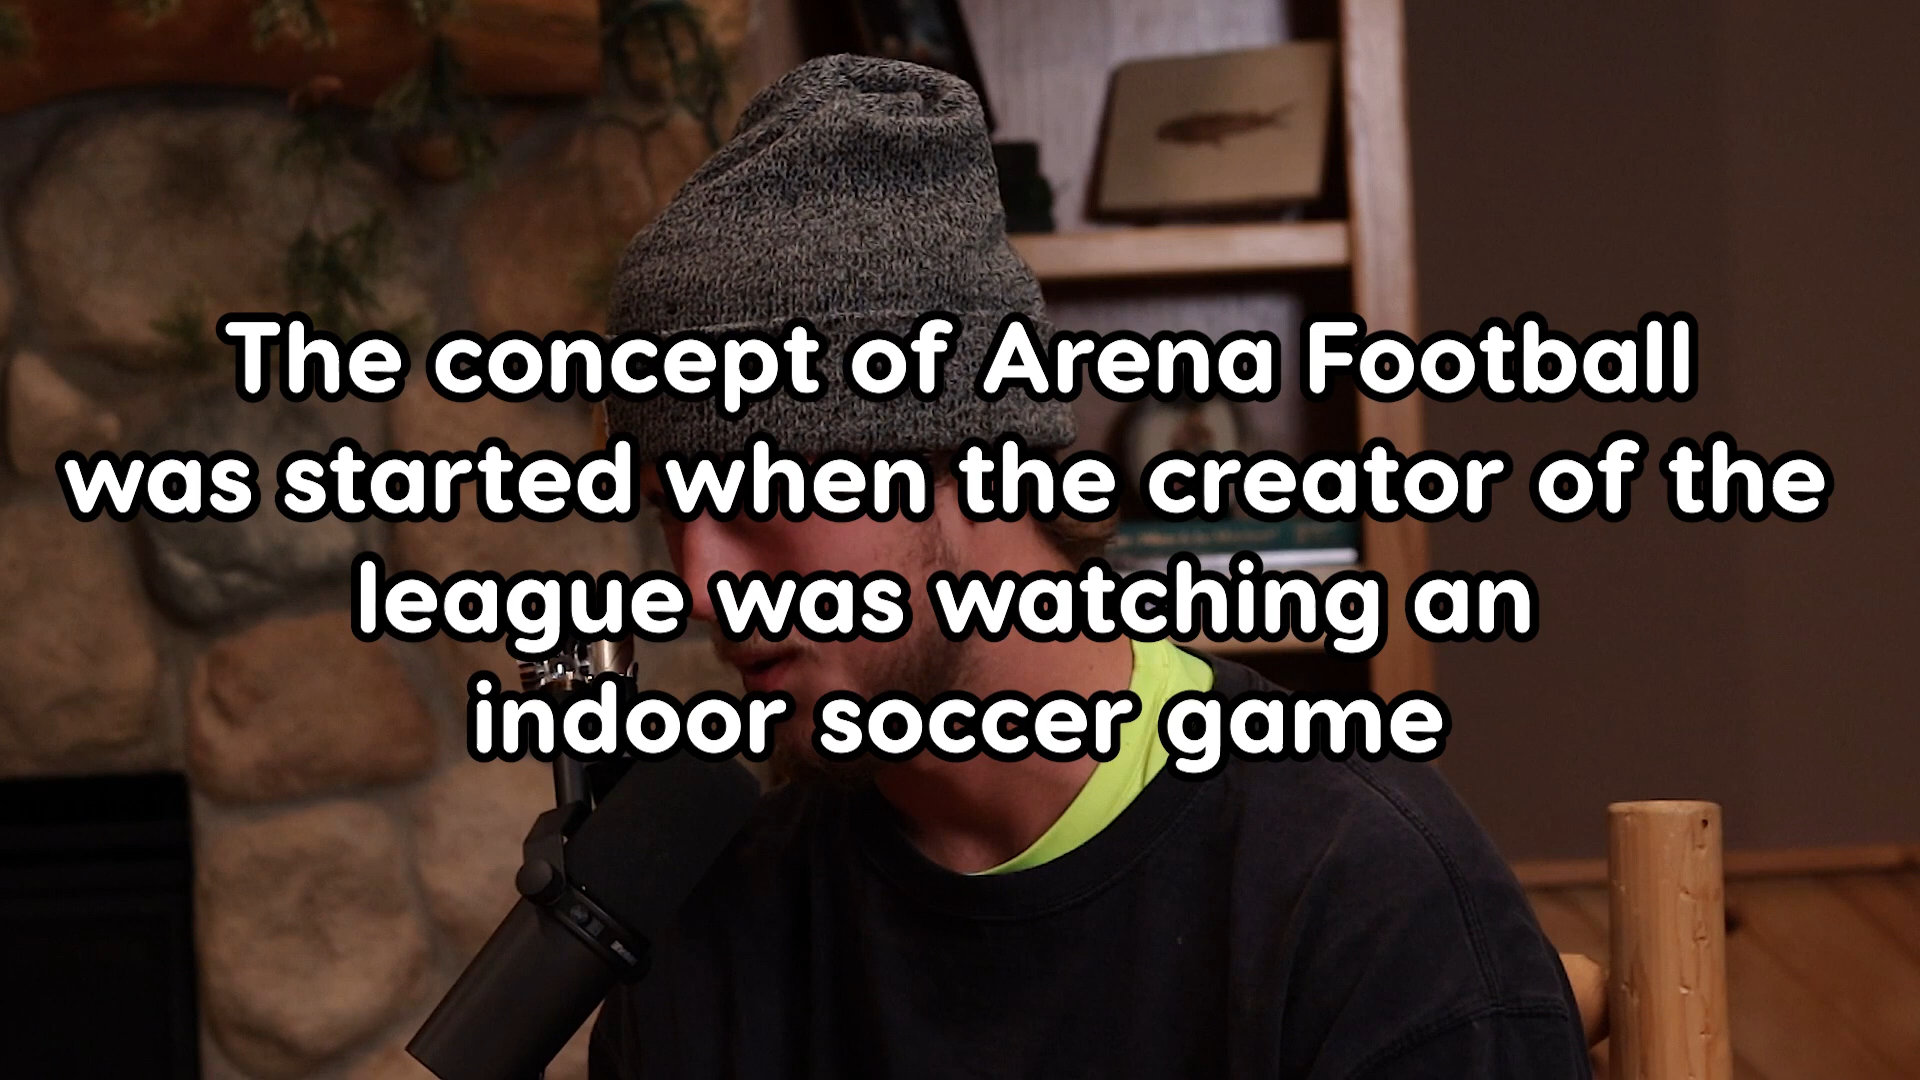 The concept of Arena Football
was started when the creator of the
league was watching an
indoor soccer game